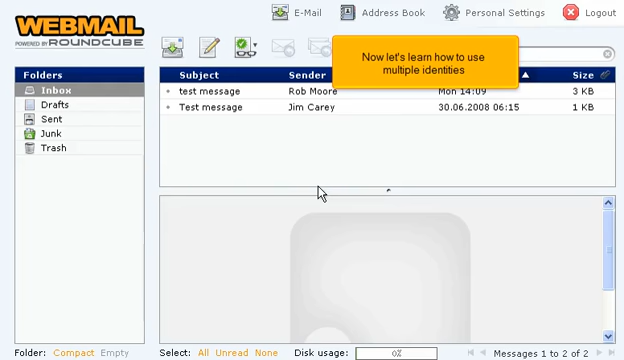 WEBMAIL
POWERED BY ROUNDCUBE
E-Mail
Address Book
Personal Settings
Logout
Now let's learn how to use
multiple identities
Folders
Inbox
Drafts
Sent
Junk
Trash
Subject Sender Size
test message Rob Moore Mon 14:09 3 KB
Test message Jim Carey 30.06.2008 06:15 1 KB
Folder: Compact Empty
Select: All Unread None
Disk usage: 0%
Messages 1 to 2 of 2